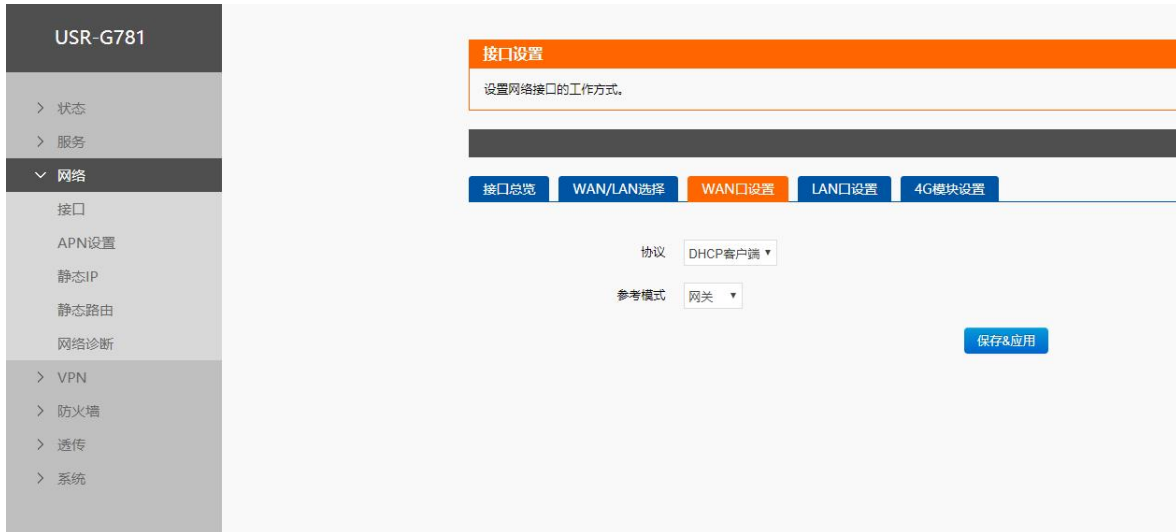 USR-G781
状态
服务
网络
接口
APN设置
静态IP
静态路由
网络诊断
VPN
防火墙
透传
系统
接口设置
设置网络接口的工作方式。
接口总览 WAN/LAN选择 WAN口设置 LAN口设置 4G模块设置
协议 DHCP客户端
参考模式 网关
保存&应用